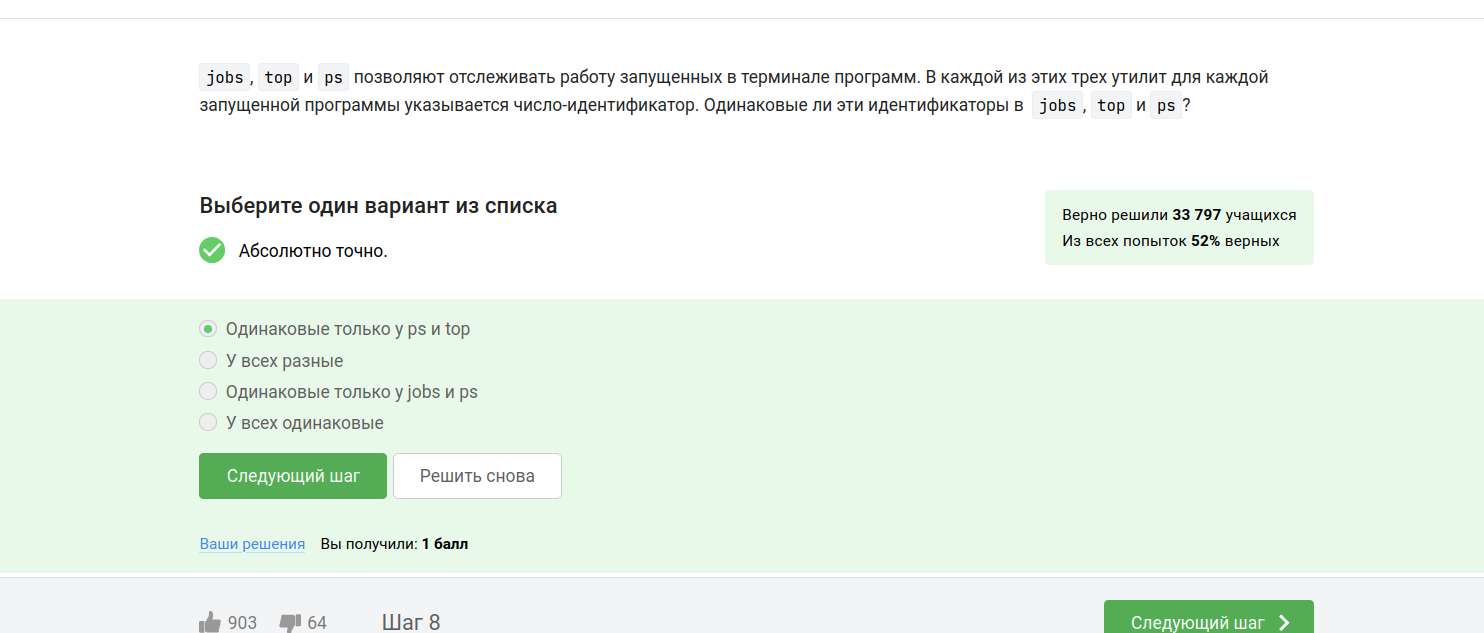 jobs, top и ps позволяют отслеживать работу запущенных в терминале программ. В каждой из этих трех утилит для каждой
запущенной программы указывается число-идентификатор. Одинаковые ли эти идентификаторы в jobs, top и ps?
Выберите один вариант из списка
Абсолютно точно.
Верно решили 33 797 учащихся
Из всех попыток 52% верных
Одинаковые только у ps и top
У всех разные
Одинаковые только у jobs и ps
У всех одинаковые
Следующий шаг
Решить снова
Ваши решения Вы получили: 1 балл
903 64 Шаг 8 Следующий шаг